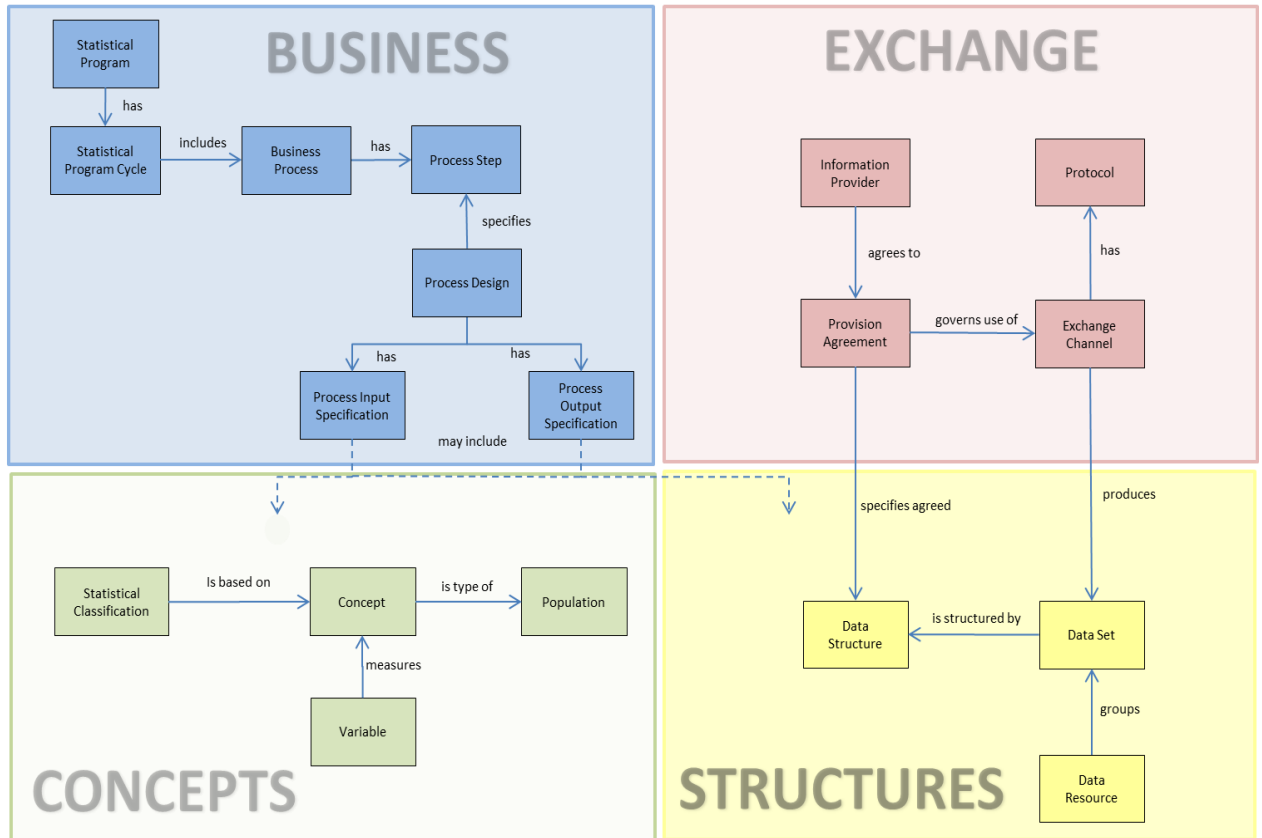 BUSINESS
Statistical
Program
has
Statistical
Program Cycle
includes
Business
Process
has
Process Step
specifies
Process Design
has
has
Process Input
Specification
Process
Output
Specification
may include
EXCHANGE
Information
Provider
Protocol
agrees to
has
Provision
Agreement
governs use of
Exchange
Channel
specifies agreed
produces
Statistical
Classification
Is based on
Concept
is type of
Population
measures
Variable
CONCEPTS
Data
Structure
is structured by
Data Set
groups
Data
Resource
STRUCTURES